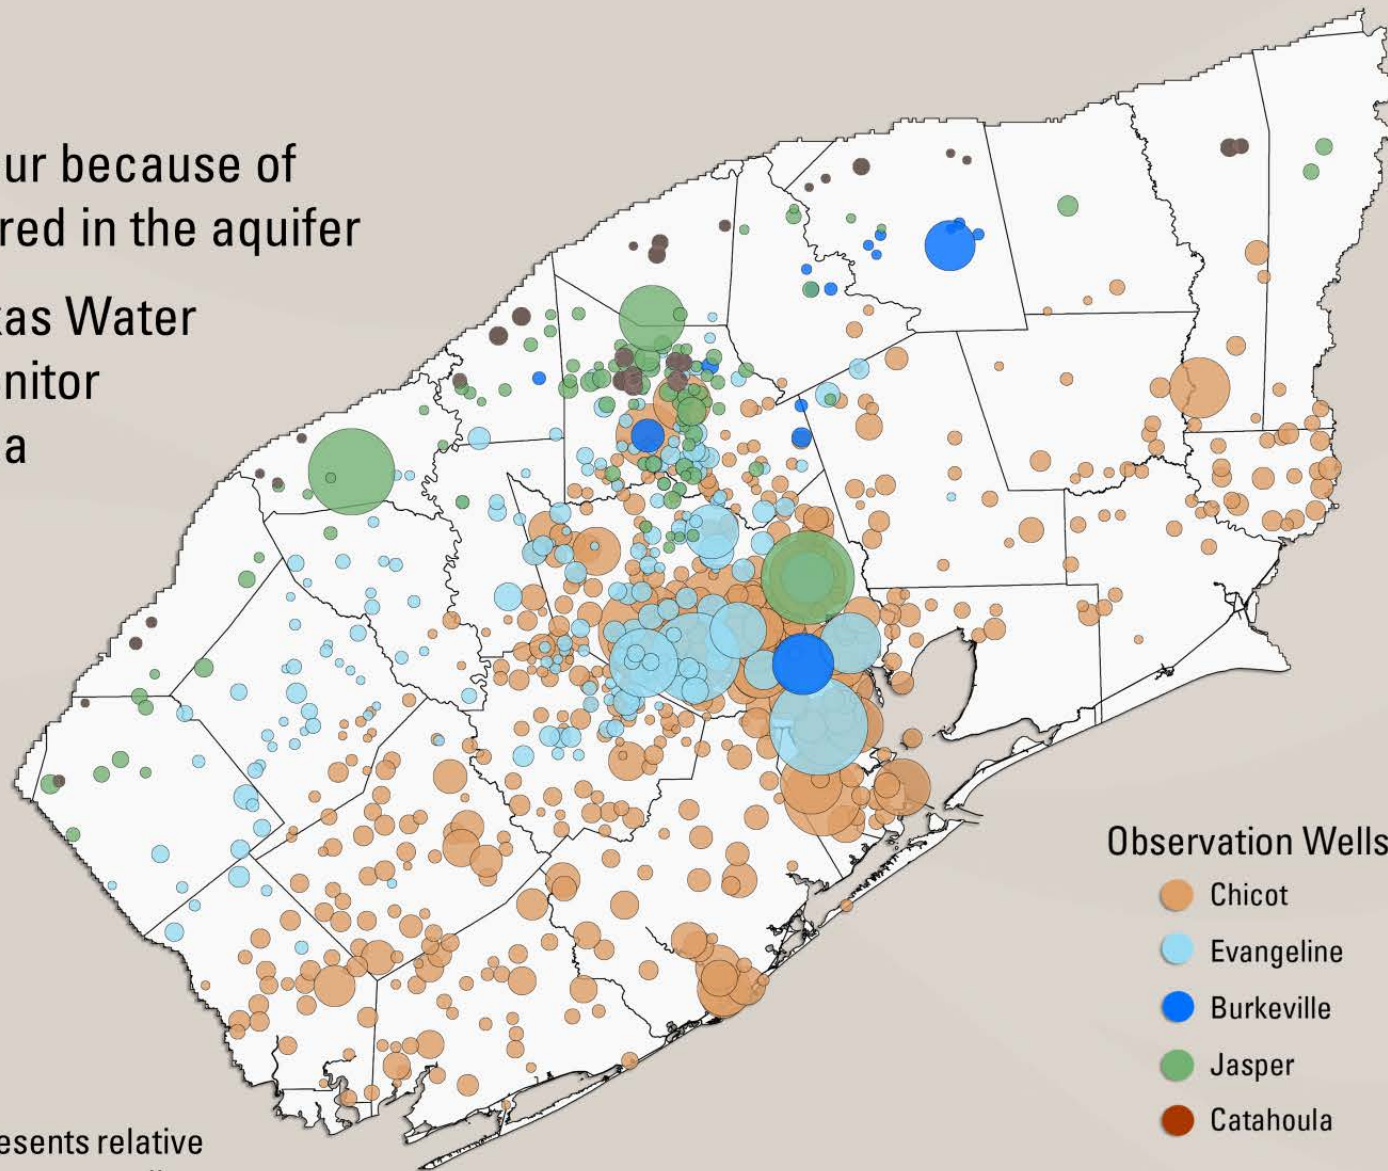 ur because of
red in the aquifer
as Water
nitor
a
Observation Wells
Chicot
Evangeline
Burkeville
Jasper
Catahoula
esents relative